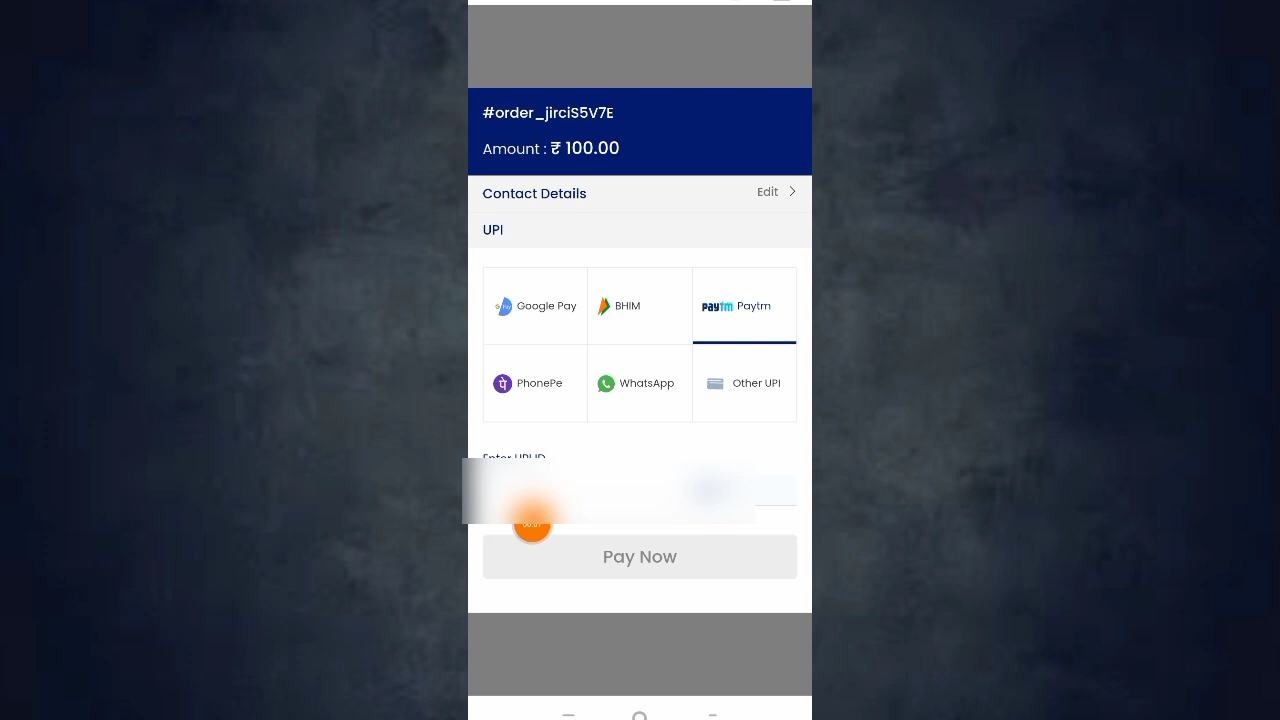 #order_jirciS5V7E
Amount : ₹ 100.00
Contact Details Edit
UPI
Google Pay BHIM paytm Paytm
पे PhonePe WhatsApp Other UPI
Enter UPI ID
Pay Now